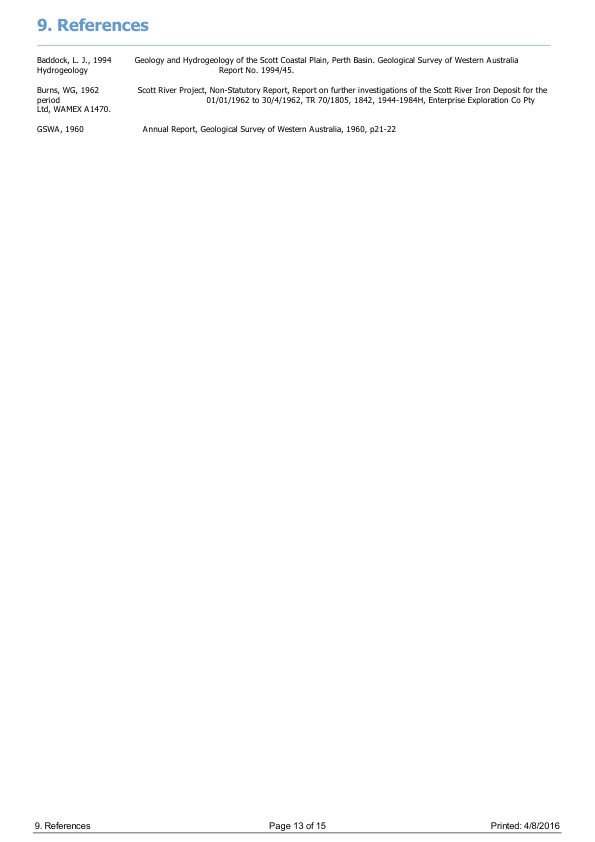 9. References
Baddock, L. J., 1994 Geology and Hydrogeology of the Scott Coastal Plain, Perth Basin. Geological Survey of Western Australia
Hydrogeology Report No. 1994/45.
Burns, WG, 1962 Scott River Project, Non-Statutory Report, Report on further investigations of the Scott River Iron Deposit for the
period 01/01/1962 to 30/4/1962, TR 70/1805, 1842, 1944-1984H, Enterprise Exploration Co Pty
Ltd, WAMEX A1470.
GSWA, 1960 Annual Report, Geological Survey of Western Australia, 1960, p21-22
9. References Page 13 of 15 Printed: 4/8/2016